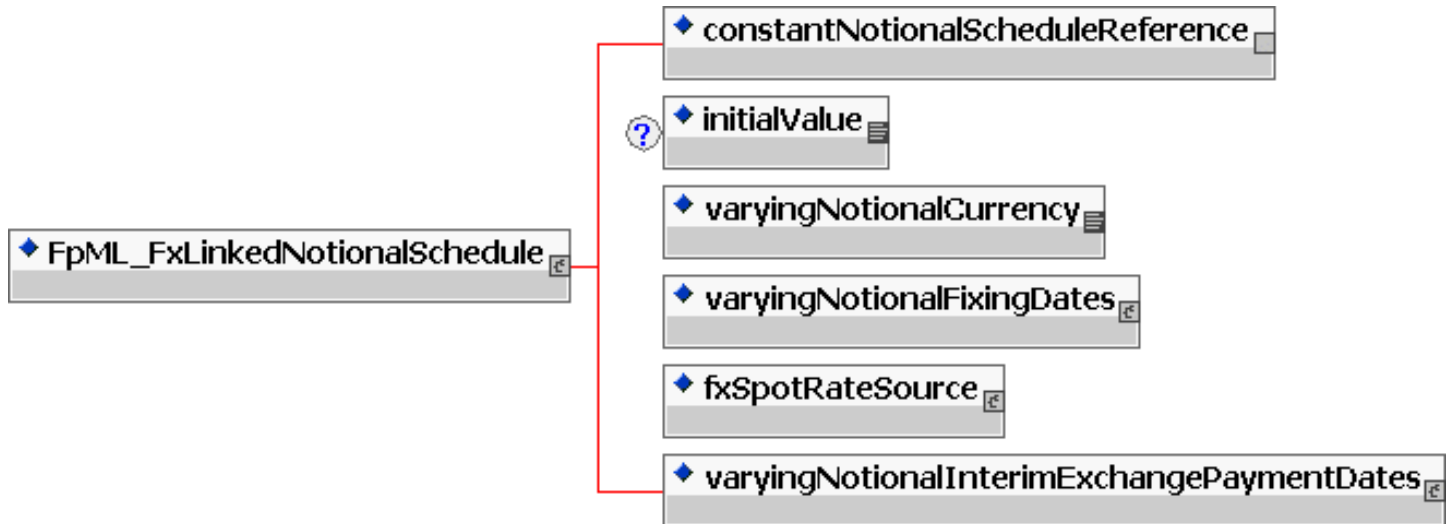 constantNotionalScheduleReference
? initialValue
varyingNotionalCurrency
FpML_FxLinkedNotionalSchedule
varyingNotionalFixingDates
fxSpotRateSource
varyingNotionalInterimExchangePaymentDates